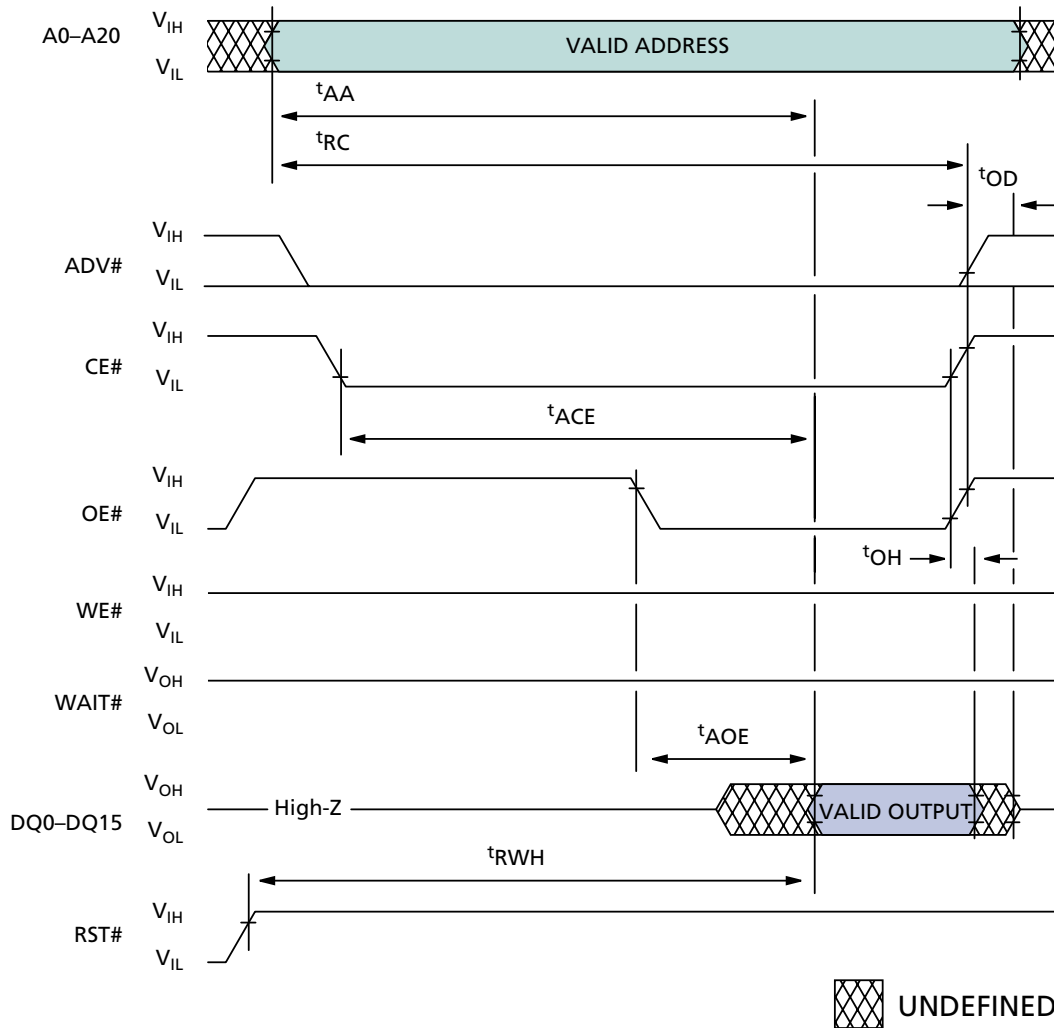 A0–A20
VIH
VIL
VALID ADDRESS
tAA
tRC
tOD
ADV#
VIH
VIL
CE#
VIH
VIL
tACE
OE#
VIH
VIL
tOH
WE#
VIH
VIL
WAIT#
VOH
VOL
tAOE
DQ0–DQ15
VOH
VOL
High-Z
VALID OUTPUT
tRWH
RST#
VIH
VIL
UNDEFINED